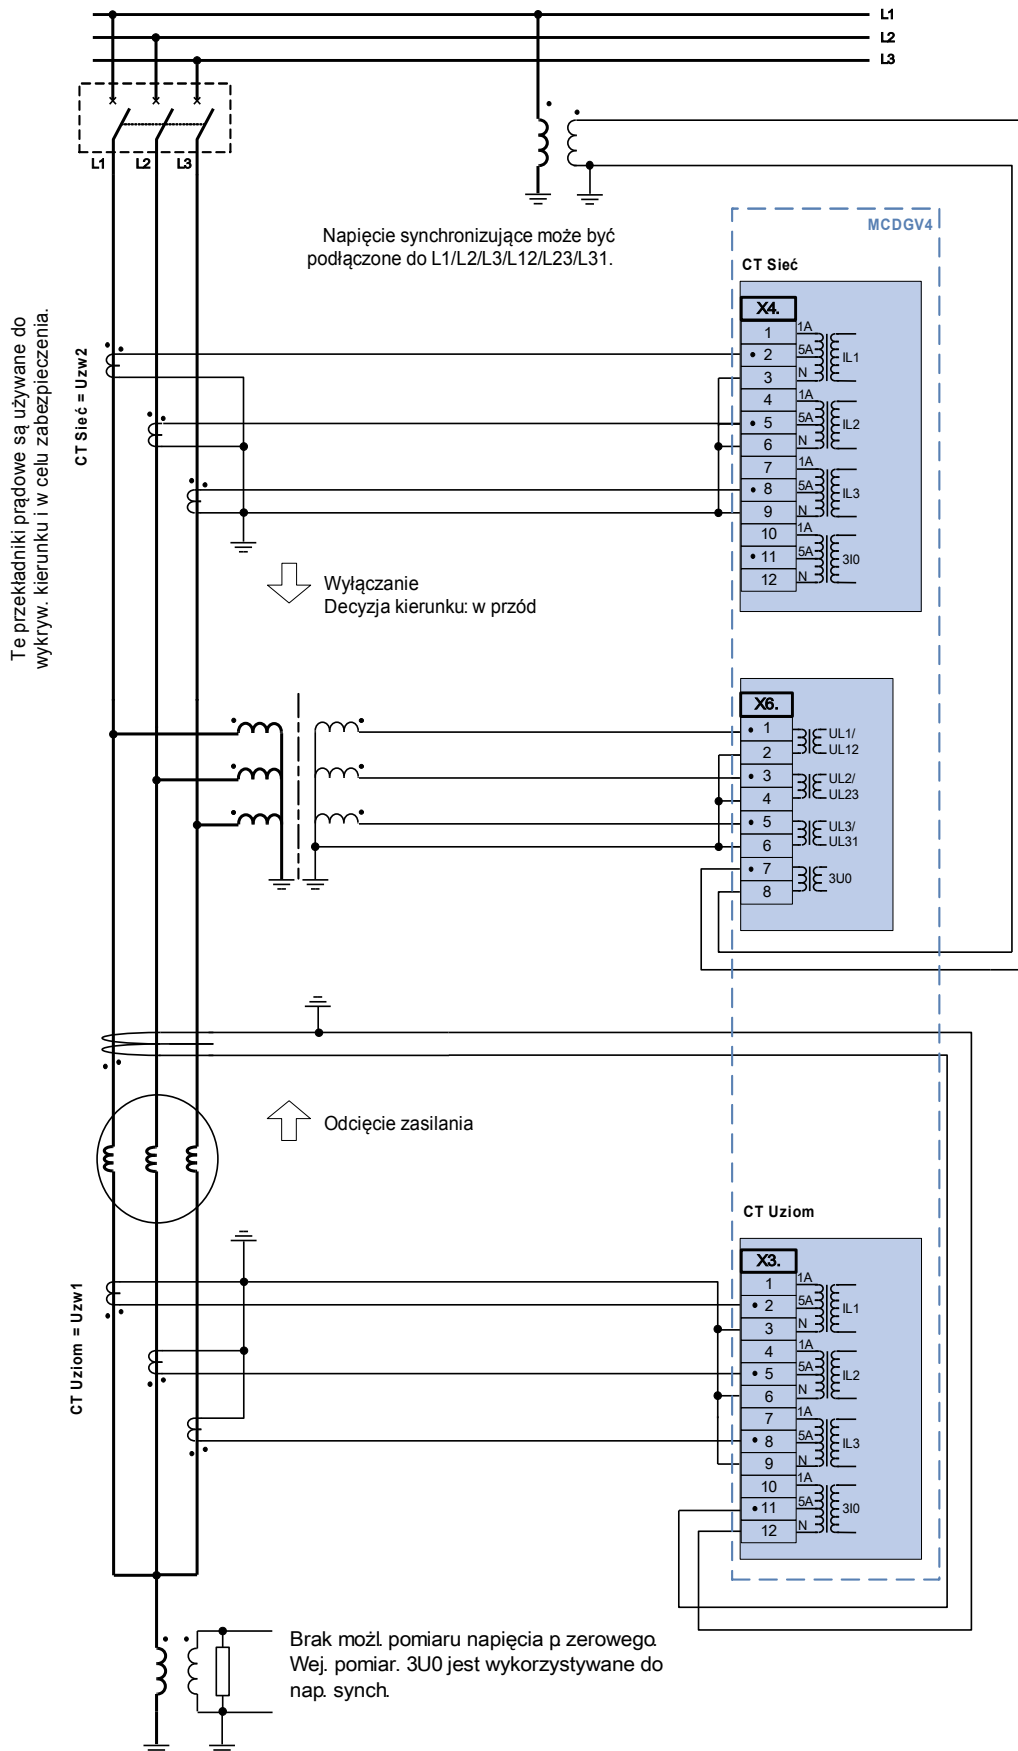 L1
L2
L3
L1 L2 L3
MCDGV4
Napięcie synchronizujące może być
podłączone do L1/L2/L3/L12/L23/L31.
Te przekładniki prądowe są używane do
wykryw. kierunku i w celu zabezpieczenia.
CT Sieć = Uzw2
CT Sieć
X4.
1 1A
2 5A IL1
3 N
4 1A
5 5A IL2
6 N
7 1A
8 5A IL3
9 N
10 1A
11 5A 3I0
12 N
Wyłączanie
Decyzja kierunku: w przód
X6.
1 UL1/
2 UL12
3 UL2/
4 UL23
5 UL3/
6 UL31
7 3U0
8
Odcięcie zasilania
CT Uziom
CT Uziom = Uzw1
X3.
1 1A
2 5A IL1
3 N
4 1A
5 5A IL2
6 N
7 1A
8 5A IL3
9 N
10 1A
11 5A 3I0
12 N
Brak możl. pomiaru napięcia p. zerowego.
Wej. pomiar. 3U0 jest wykorzystywane do
nap. synch.